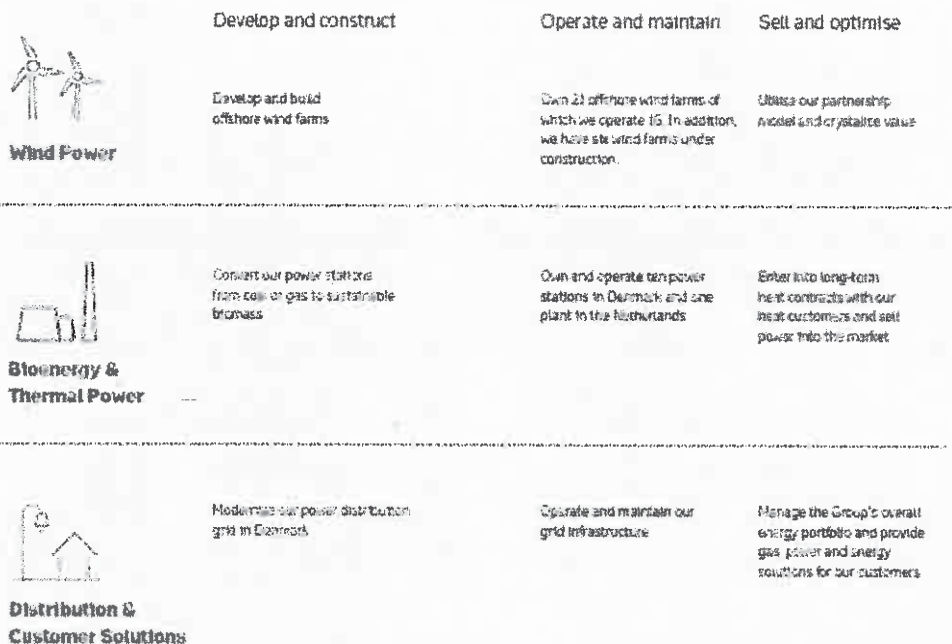 Develop and construct
Operate and maintain
Sell and optimise
Wind Power
Develop and build
offshore wind farms
Own 21 offshore wind farms of
which we operate 16. In addition,
we have six wind farms under
construction.
Utilise our partnership
model and crystalize value
Bioenergy &
Thermal Power
Convert our power stations
from coal or gas to sustainable
biomass
Own and operate ten power
stations in Denmark and one
plant in the Netherlands
Enter into long-term
heat contracts with our
heat customers and sell
power into the market
Distribution &
Customer Solutions
Modernise our power distribution
grid in Denmark
Operate and maintain our
grid infrastructure
Manage the Group's overall
energy portfolio and provide
gas, power and energy
solutions for our customers